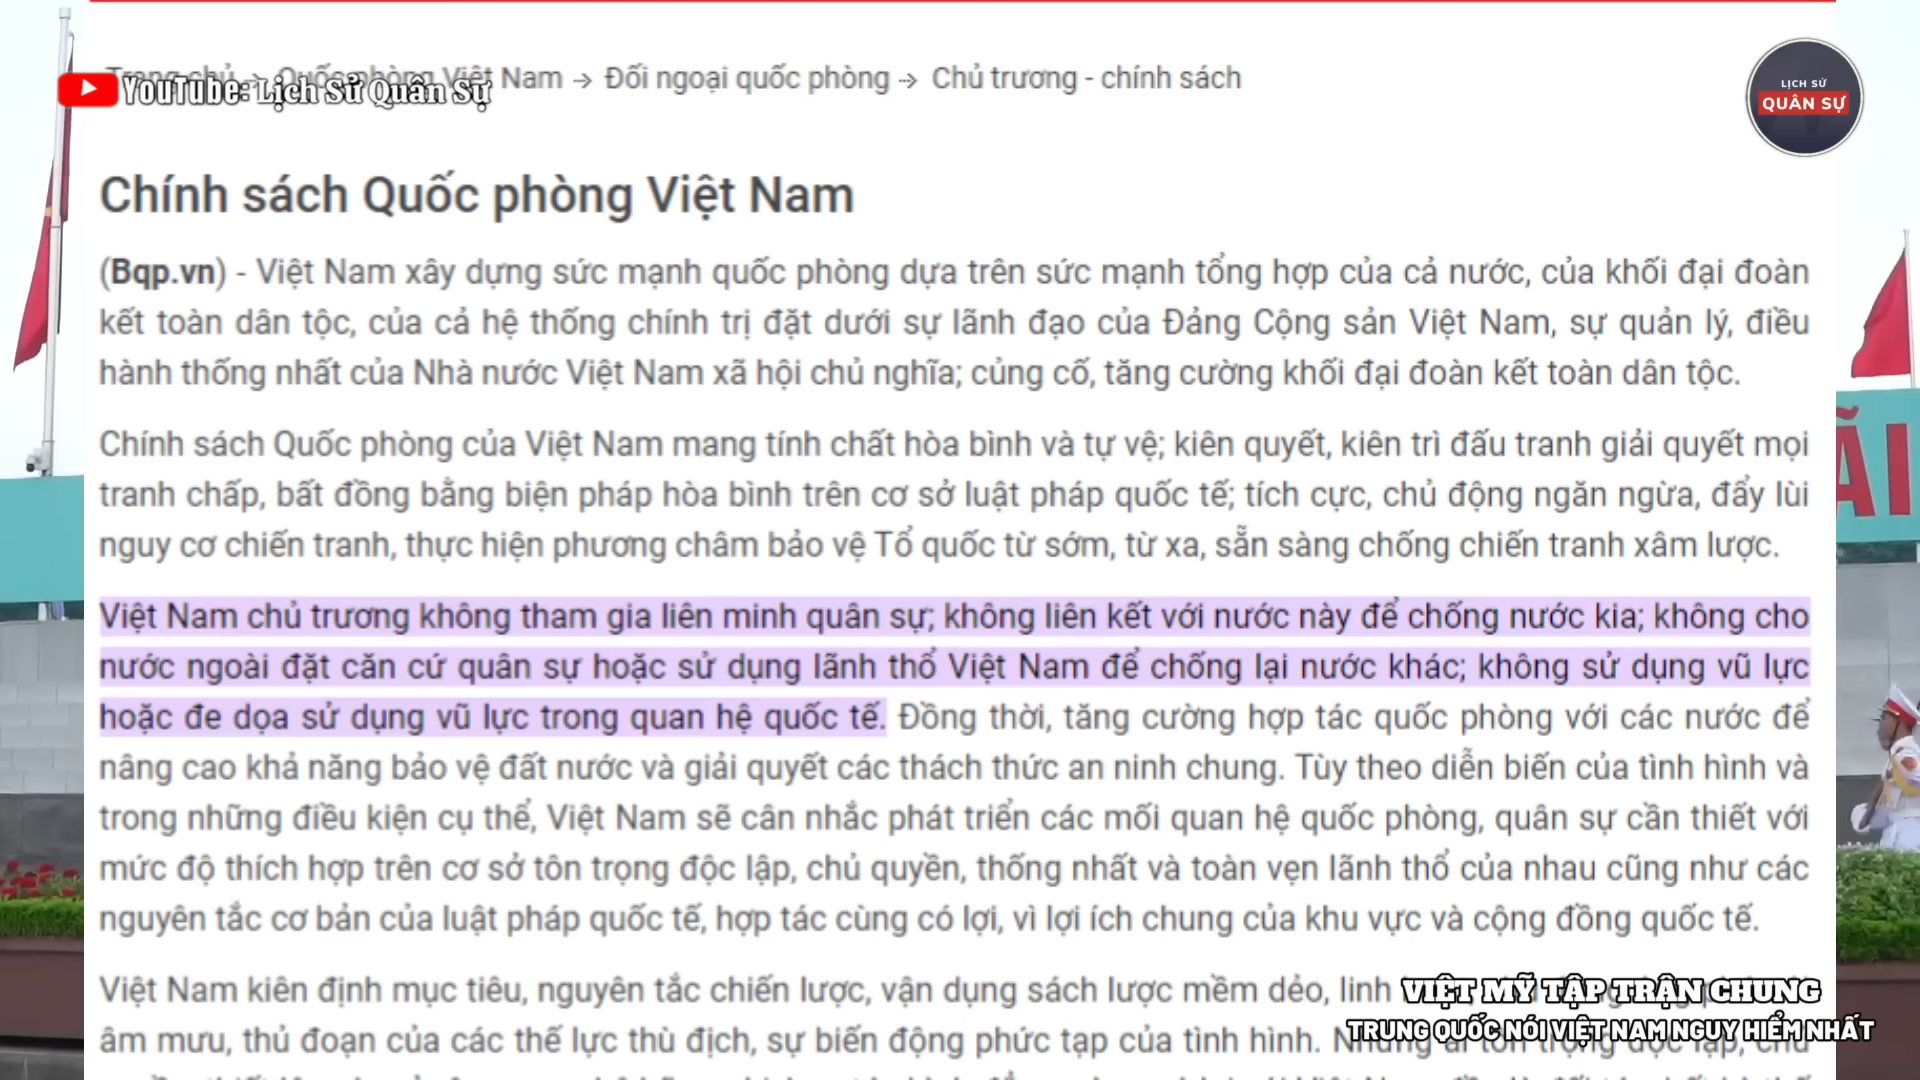 Trang chủ → Quốc phòng Việt Nam → Đối ngoại quốc phòng → Chủ trương - chính sách
YouTube: Lịch Sử Quân Sự
LỊCH SỬ
QUÂN SỰ
Chính sách Quốc phòng Việt Nam
(Bqp.vn) - Việt Nam xây dựng sức mạnh quốc phòng dựa trên sức mạnh tổng hợp của cả nước, của khối đại đoàn
kết toàn dân tộc, của cả hệ thống chính trị đặt dưới sự lãnh đạo của Đảng Cộng sản Việt Nam, sự quản lý, điều
hành thống nhất của Nhà nước Việt Nam xã hội chủ nghĩa; củng cố, tăng cường khối đại đoàn kết toàn dân tộc.
Chính sách Quốc phòng của Việt Nam mang tính chất hòa bình và tự vệ; kiên quyết, kiên trì đấu tranh giải quyết mọi
tranh chấp, bất đồng bằng biện pháp hòa bình trên cơ sở luật pháp quốc tế; tích cực, chủ động ngăn ngừa, đẩy lùi
nguy cơ chiến tranh, thực hiện phương châm bảo vệ Tổ quốc từ sớm, từ xa, sẵn sàng chống chiến tranh xâm lược.
Việt Nam chủ trương không tham gia liên minh quân sự; không liên kết với nước này để chống nước kia; không cho
nước ngoài đặt căn cứ quân sự hoặc sử dụng lãnh thổ Việt Nam để chống lại nước khác; không sử dụng vũ lực
hoặc đe dọa sử dụng vũ lực trong quan hệ quốc tế. Đồng thời, tăng cường hợp tác quốc phòng với các nước để
nâng cao khả năng bảo vệ đất nước và giải quyết các thách thức an ninh chung. Tùy theo diễn biến của tình hình và
trong những điều kiện cụ thể, Việt Nam sẽ cân nhắc phát triển các mối quan hệ quốc phòng, quân sự cần thiết với
mức độ thích hợp trên cơ sở tôn trọng độc lập, chủ quyền, thống nhất và toàn vẹn lãnh thổ của nhau cũng như các
nguyên tắc cơ bản của luật pháp quốc tế, hợp tác cùng có lợi, vì lợi ích chung của khu vực và cộng đồng quốc tế.
Việt Nam kiên định mục tiêu, nguyên tắc chiến lược, vận dụng sách lược mềm dẻo, linh
âm mưu, thủ đoạn của các thế lực thù địch, sự biến động phức tạp của tình hình. Những ai tôn trọng độc lập, chủ
VIỆT MỸ TẬP TRẬN CHUNG
TRUNG QUỐC NÓI VIỆT NAM NGUY HIỂM NHẤT